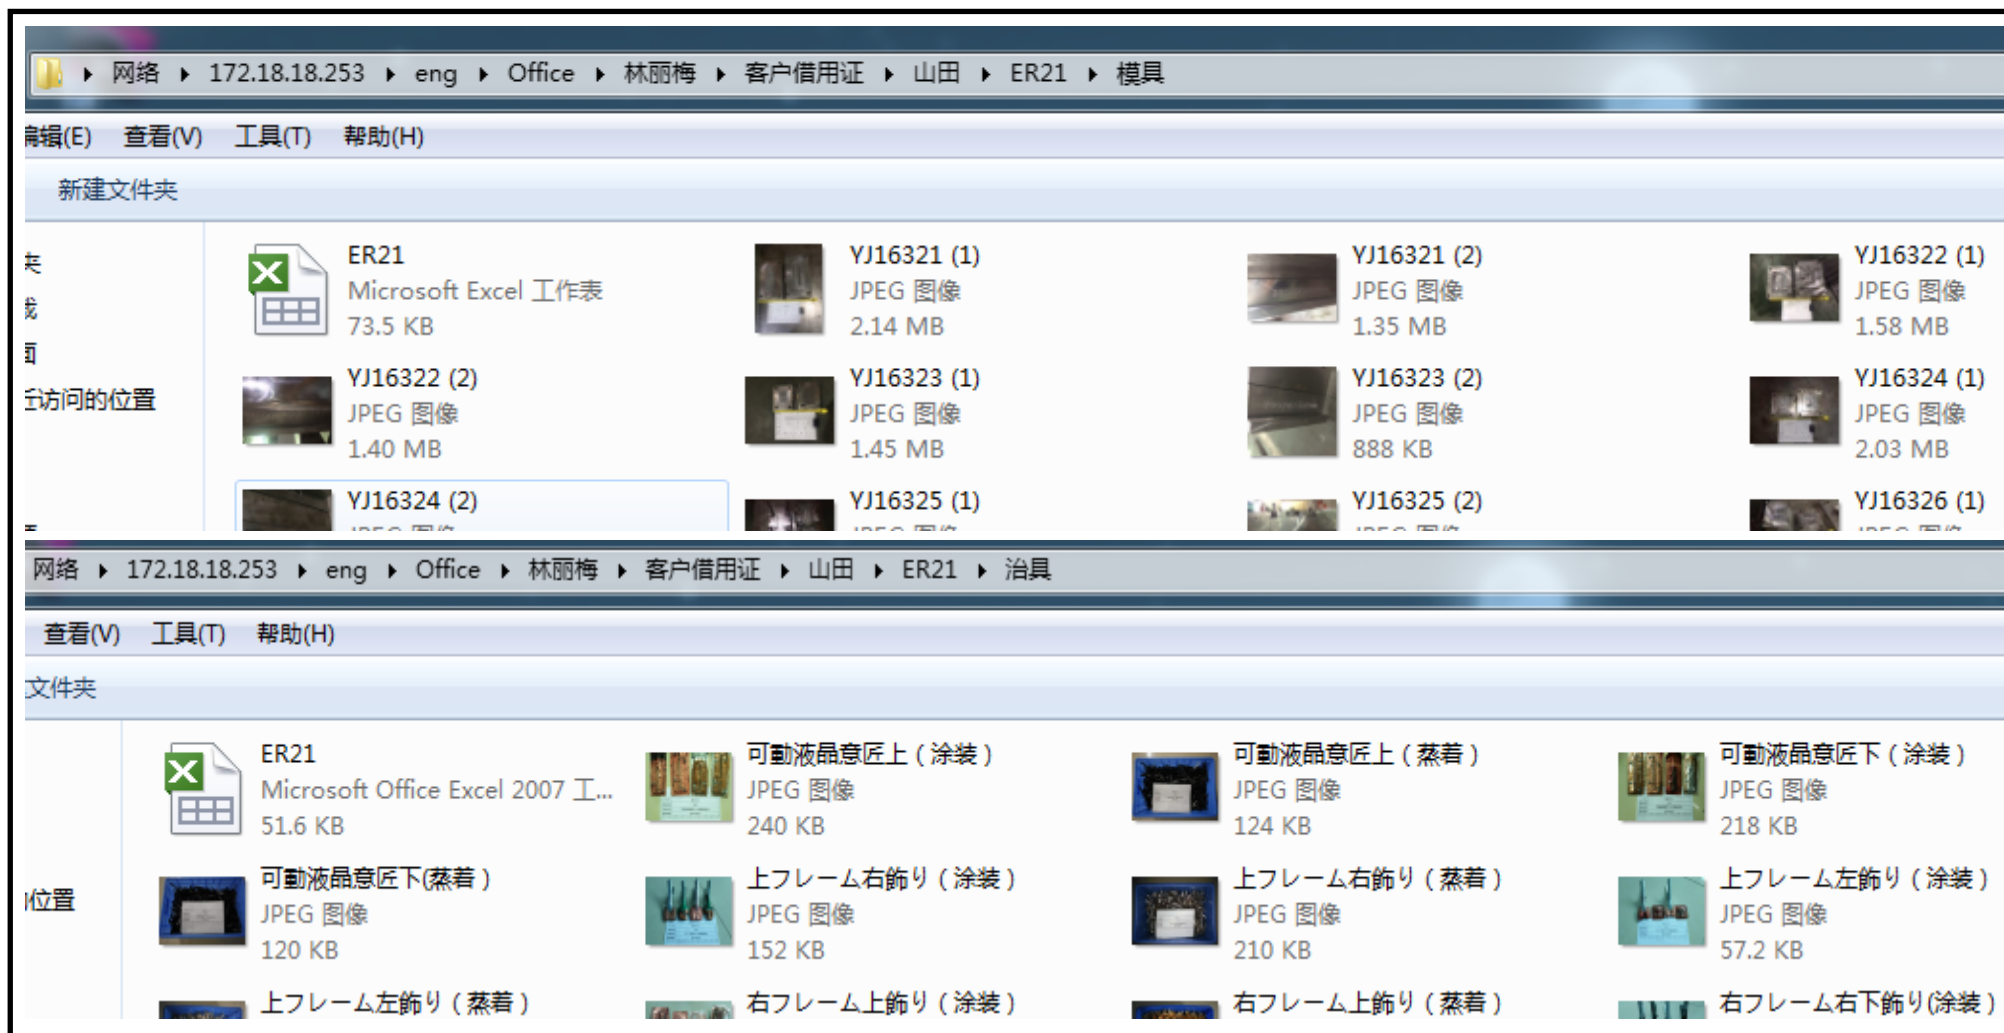 网络 172.18.18.253 eng Office 林丽梅 客户借用证 山田 ER21 模具
编辑(E) 查看(V) 工具(T) 帮助(H)
新建文件夹
夹
ER21
Microsoft Excel 工作表
73.5 KB
YJ16321 (1)
JPEG 图像
2.14 MB
YJ16321 (2)
JPEG 图像
1.35 MB
YJ16322 (1)
JPEG 图像
1.58 MB
面
访问的位置
YJ16322 (2)
JPEG 图像
1.40 MB
YJ16323 (1)
JPEG 图像
1.45 MB
YJ16323 (2)
JPEG 图像
888 KB
YJ16324 (1)
JPEG 图像
2.03 MB
YJ16324 (2)
JPEG 图像
YJ16325 (1)
JPEG 图像
YJ16325 (2)
JPEG 图像
YJ16326 (1)
JPEG 图像
网络 172.18.18.253 eng Office 林丽梅 客户借用证 山田 ER21 治具
查看(V) 工具(T) 帮助(H)
文件夹
ER21
Microsoft Office Excel 2007 工...
51.6 KB
可動液晶意匠上（涂装）
JPEG 图像
240 KB
可動液晶意匠上（蒸着）
JPEG 图像
124 KB
可動液晶意匠下（涂装）
JPEG 图像
218 KB
位置
可動液晶意匠下(蒸着）
JPEG 图像
120 KB
上フレーム右飾り（涂装）
JPEG 图像
152 KB
上フレーム右飾り（蒸着）
JPEG 图像
210 KB
上フレーム左飾り（涂装）
JPEG 图像
57.2 KB
上フレーム左飾り（蒸着）
右フレーム上飾り（涂装）
右フレーム上飾り（蒸着）
右フレーム右下飾り(涂装）